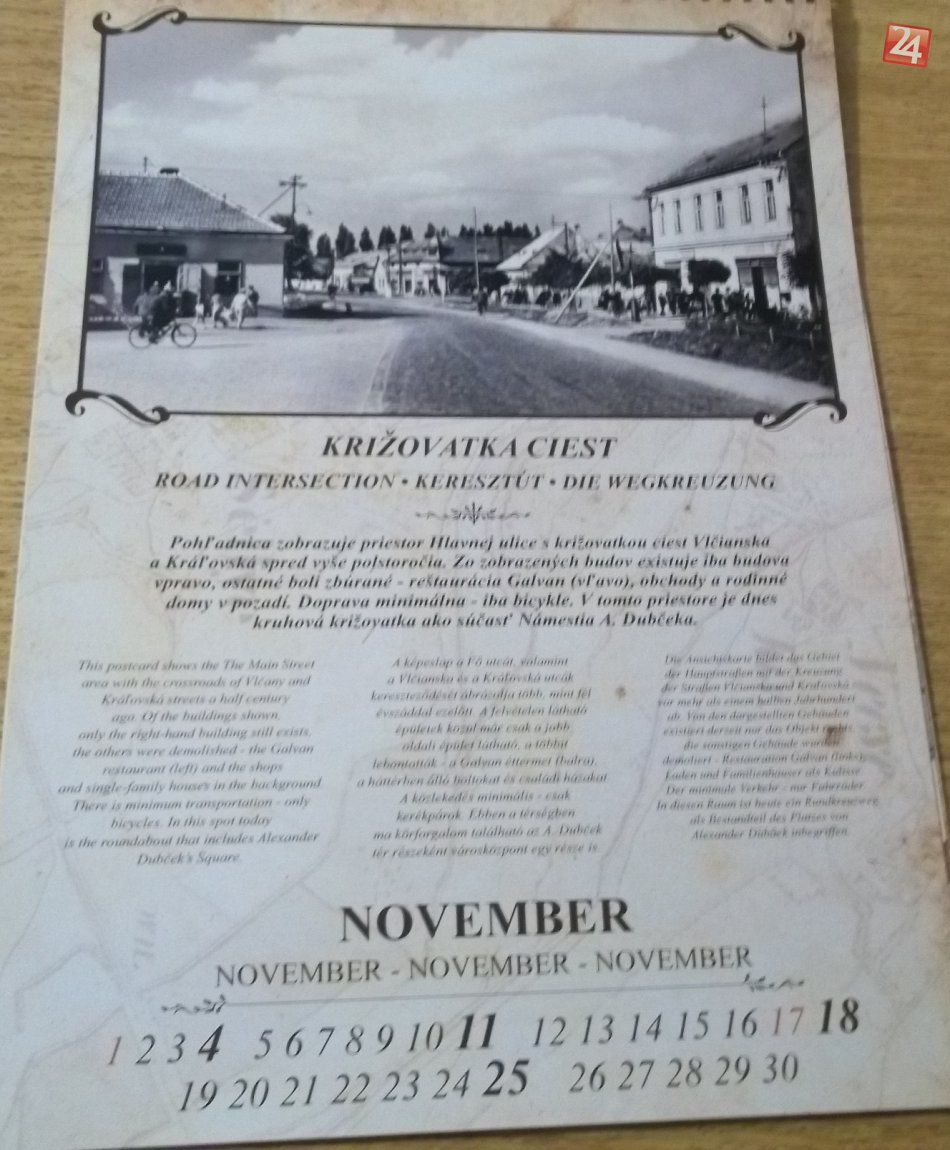 24
KRIŽOVATKA CIEST
ROAD INTERSECTION • KERESZTÚT • DIE WEGKREUZUNG
Pohľadnica zobrazuje priestor Hlavnej ulice s križovatkou ciest Vlčianska
a Kráľovská spred vyše polstoročia. Zo zobrazených budov existuje iba budova
vpravo, ostatné boli zbúrané - reštaurácia Galvan (vľavo), obchody a rodinné
domy v pozadí. Doprava minimálna - iba bicykle. V tomto priestore je dnes
kruhová križovatka ako súčasť Námestia A. Dubčeka.
This postcard shows the The Main Street
area with the crossroads of Vlčany and
Kráľovská streets a half century
ago. Of the buildings shown,
only the right-hand building still exists,
the others were demolished - the Galvan
restaurant (left) and the shops
and single-family houses in the background
There is minimum transportation - only
bicycles. In this spot today
is the roundabout that includes Alexander
Dubček's Square.
A képeslap a Fő utcát, valamint
a Vlčianska és a Kráľovská utcák
kereszteződését ábrázolja több, mint fél
évszáddal ezelőtt. A felvételen látható
épületek közül már csak a jobb
oldali épület látható, a többit
lebontották - a Galvan éttermet (balra),
a háttérben álló boltokat és családi házakat.
A közlekedés minimális - csak
kerékpárok. Ebben a térségben
ma körforgalom található az A. Dubček
tér részeként városközpont egy része is.
Die Ansichtskarte bildet das Gebiet
der Hauptstraßen mit der Kreuzung
der Straßen Vlčianska und Kráľovská
vor mehr als einem halben Jahrhundert
ab. Von den dargestellten Gebäuden
existiert derzeit nur das Objekt rechts,
die sonstigen Gebäude wurden
demoliert - Restauration Galvan (links),
Läden und Familienhäuser als Kulisse.
Der minimale Verkehr - nur Fahrräder.
In diesen Raum ist heute ein Rundkreuzweg
als Bestandteil des Platzes von
Alexander Dubček inbegriffen.
NOVEMBER
NOVEMBER - NOVEMBER - NOVEMBER
1 2 3 4 5 6 7 8 9 10 11 12 13 14 15 16 17 18
19 20 21 22 23 24 25 26 27 28 29 30